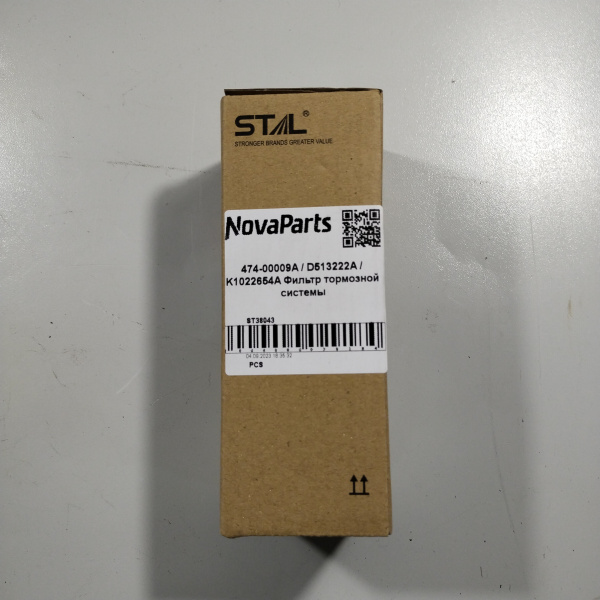 STAL®
STRONGER BRANDS GREATER VALUE
NovaParts
474-00009A / D513222A /
K1022654A Фильтр тормозной
системы
ST38043
PCS